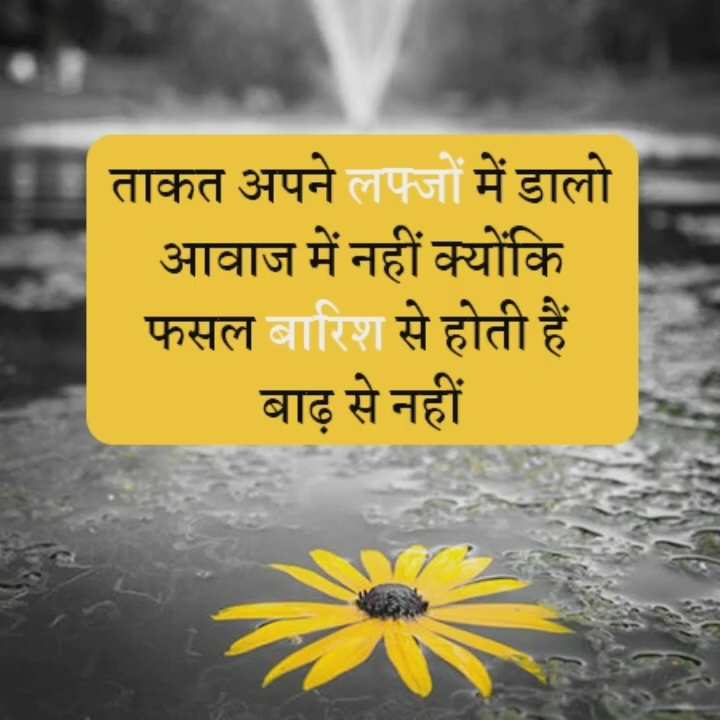 ताकत अपने लफ्जों में डालो
आवाज में नहीं क्योंकि
फसल बारिश से होती हैं
बाढ़ से नहीं